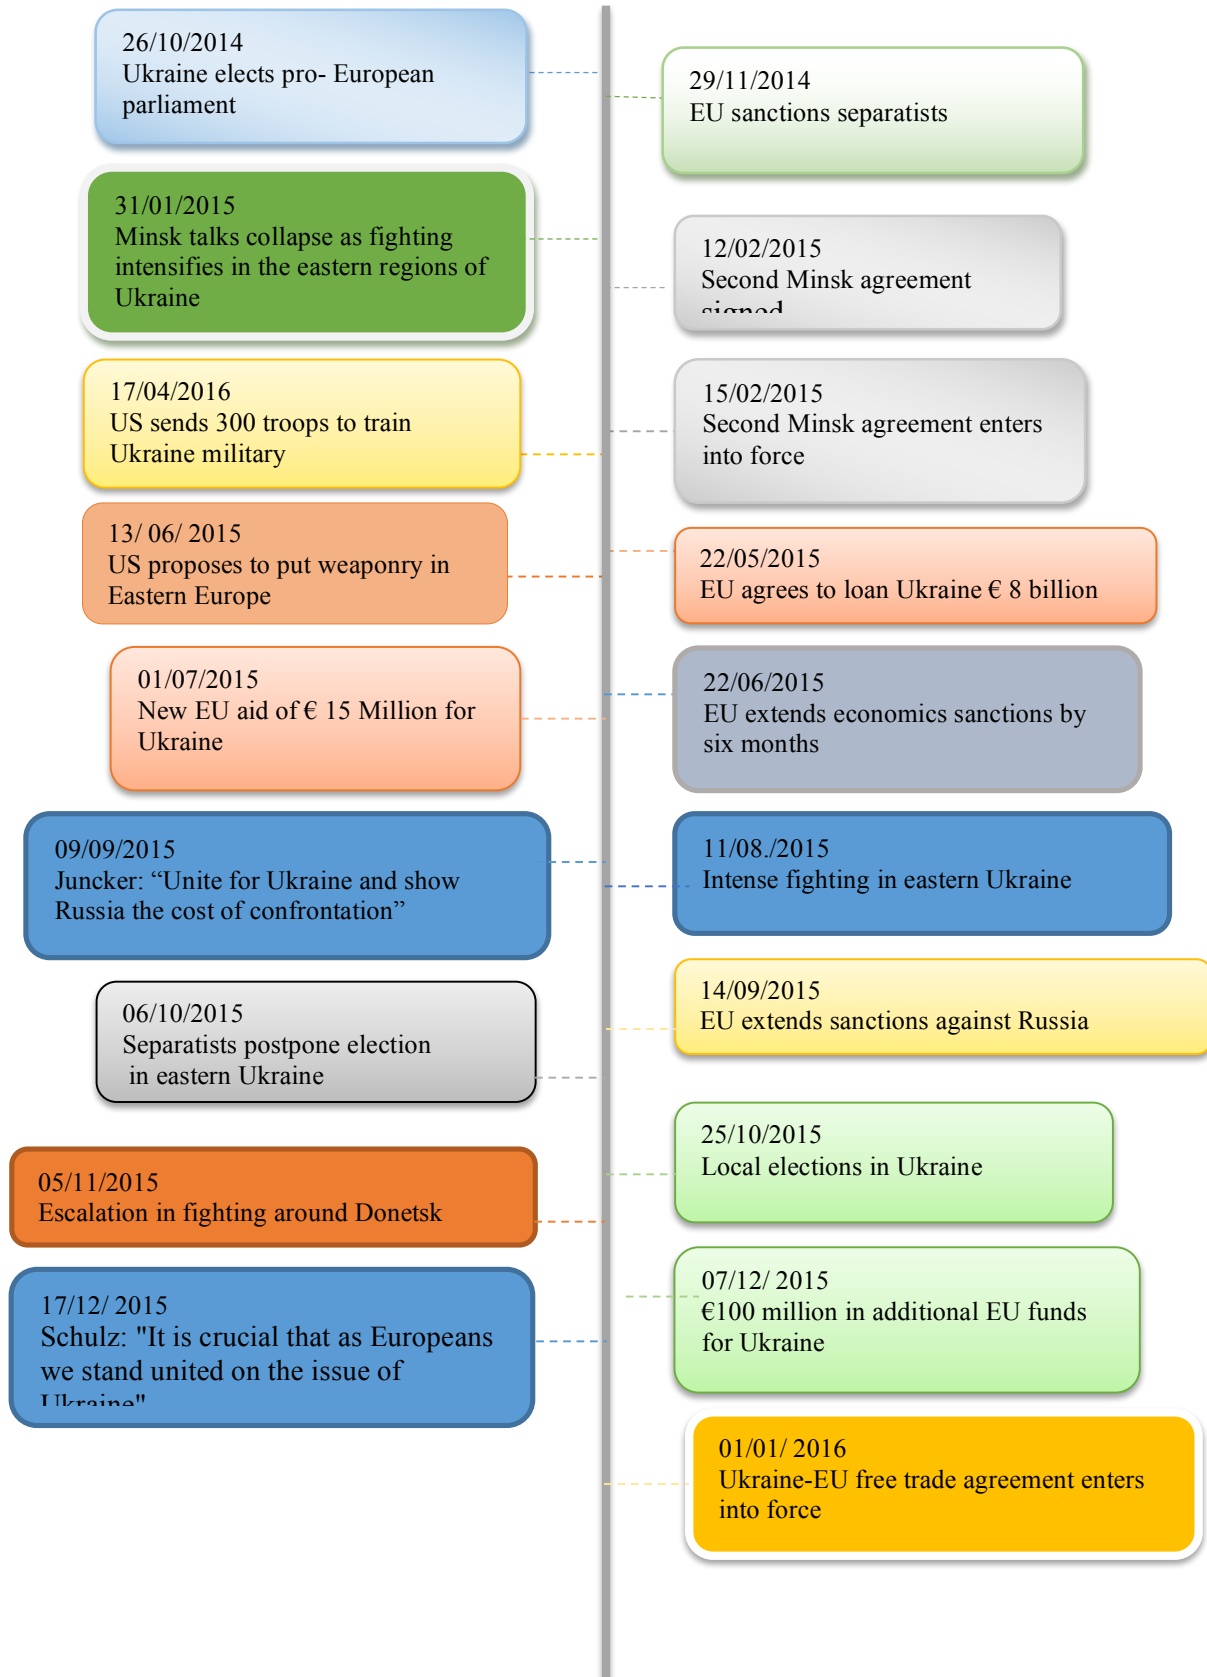 26/10/2014
Ukraine elects pro- European
parliament
29/11/2014
EU sanctions separatists
31/01/2015
Minsk talks collapse as fighting
intensifies in the eastern regions of
Ukraine
12/02/2015
Second Minsk agreement
signed
17/04/2016
US sends 300 troops to train
Ukraine military
15/02/2015
Second Minsk agreement enters
into force
13/ 06/ 2015
US proposes to put weaponry in
Eastern Europe
22/05/2015
EU agrees to loan Ukraine € 8 billion
01/07/2015
New EU aid of € 15 Million for
Ukraine
22/06/2015
EU extends economics sanctions by
six months
09/09/2015
Juncker: “Unite for Ukraine and show
Russia the cost of confrontation”
11/08./2015
Intense fighting in eastern Ukraine
06/10/2015
Separatists postpone election
in eastern Ukraine
14/09/2015
EU extends sanctions against Russia
25/10/2015
Local elections in Ukraine
05/11/2015
Escalation in fighting around Donetsk
07/12/ 2015
€100 million in additional EU funds
for Ukraine
17/12/ 2015
Schulz: "It is crucial that as Europeans
we stand united on the issue of
Ukraine"
01/01/ 2016
Ukraine-EU free trade agreement enters
into force